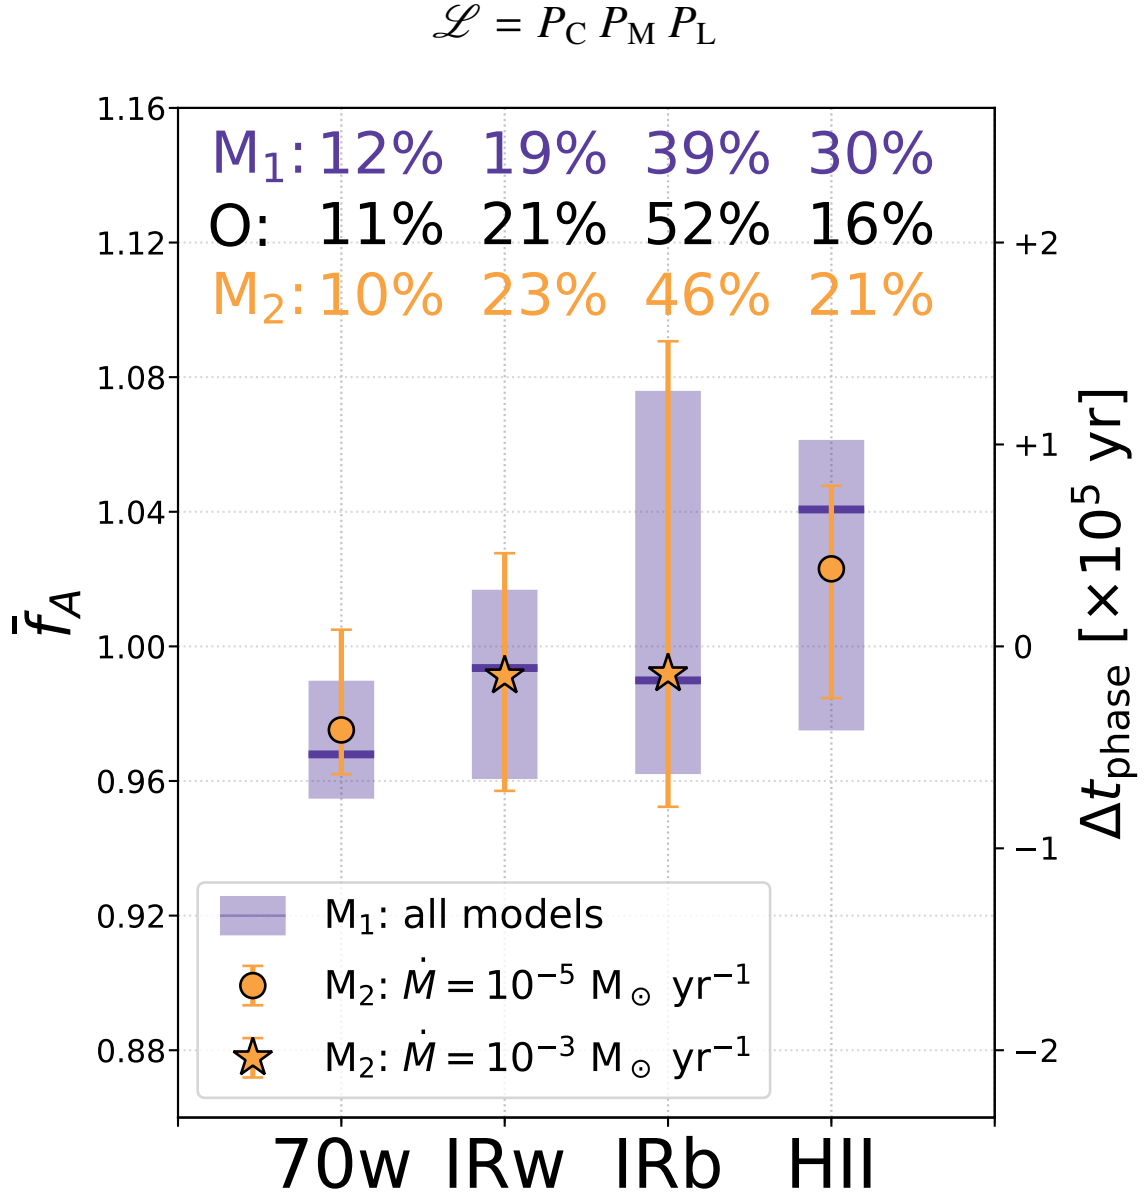 ℒ = P_C P_M P_L
1.16
M₁: 12% 19% 39% 30%
O: 11% 21% 52% 16%
1.12
+2
M₂: 10% 23% 46% 21%
1.08
+1
1.04
f̄_A
1.00
0
Δt_phase [×10⁵ yr]
0.96
−1
0.92
M₁: all models
M₂: Ṁ = 10⁻⁵ M_⊙ yr⁻¹
0.88
M₂: Ṁ = 10⁻³ M_⊙ yr⁻¹
−2
70w IRw IRb HII